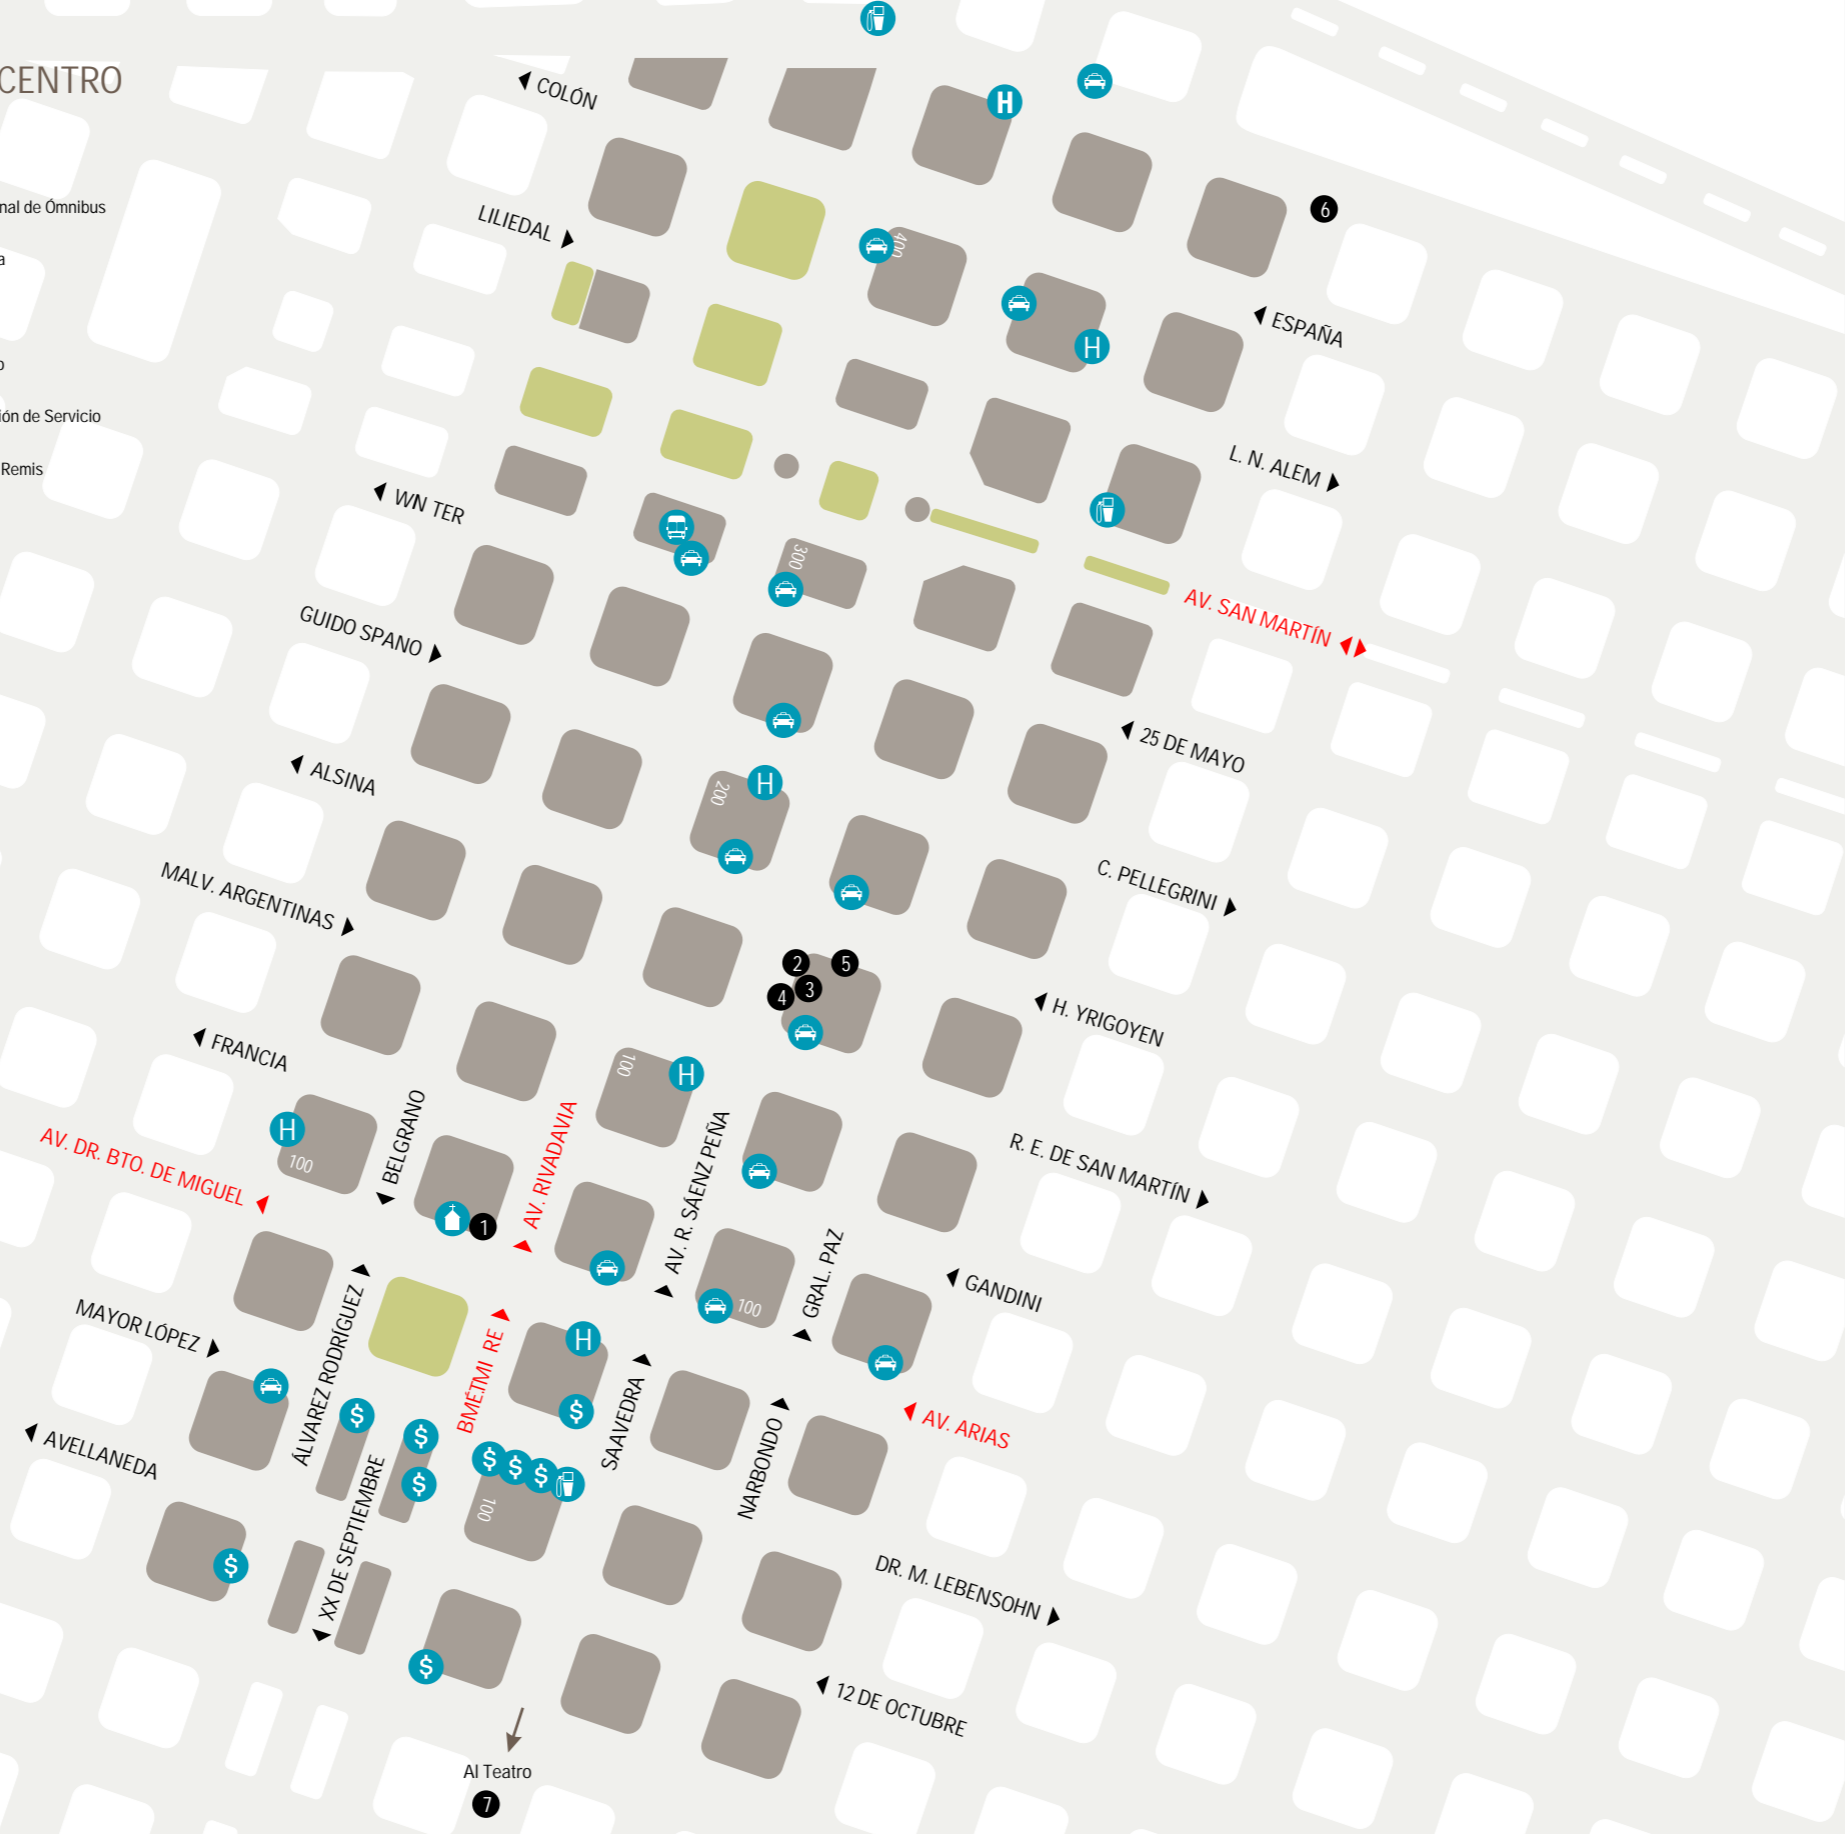 CENTRO
COLÓN
H
nal de Ómnibus
LILIEDAL
6
400
a
ESPAÑA
H
o
ión de Servicio
L. N. ALEM
Remis
WN TER
300
AV. SAN MARTÍN
GUIDO SPANO
25 DE MAYO
ALSINA
200
H
C. PELLEGRINI
MALV. ARGENTINAS
2
5
3
4
H. YRIGOYEN
FRANCIA
100
H
BELGRANO
AV. RIVADAVIA
AV. R. SÁENZ PEÑA
R. E. DE SAN MARTÍN
H
AV. DR. BTO. DE MIGUEL
100
1
GRAL. PAZ
GANDINI
100
MAYOR LÓPEZ
ÁLVAREZ RODRÍGUEZ
BMÉ.TMI RE
H
SAAVEDRA
NARBONDO
AV. ARIAS
$
$
$
AVELLANEDA
XX DE SEPTIEMBRE
$
$
$
$
100
$
DR. M. LEBENSOHN
$
12 DE OCTUBRE
Al Teatro
7